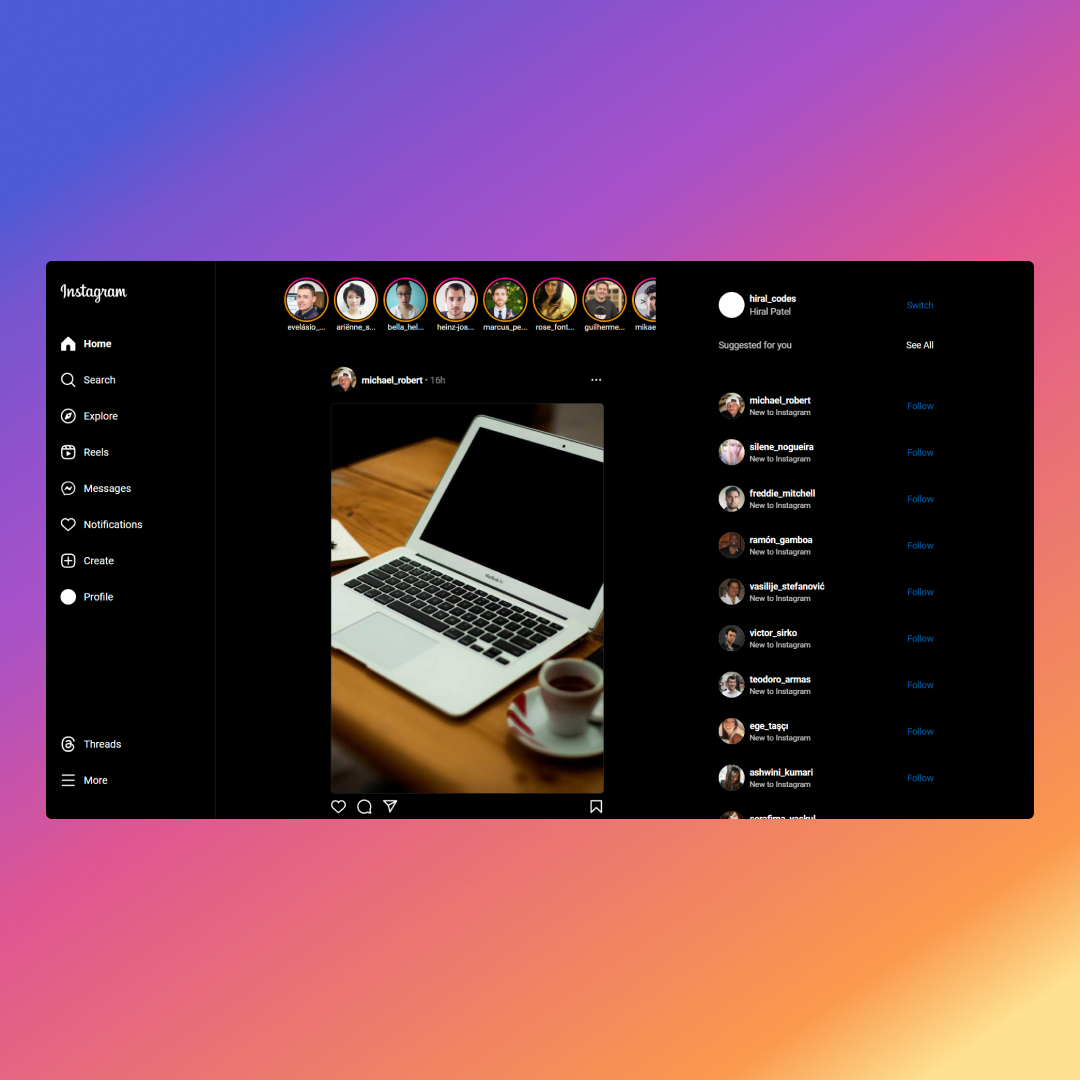 Instagram
Home
Search
Explore
Reels
Messages
Notifications
Create
Profile
Threads
More
evelásio_...
ariënne_s...
bella_hel...
heinz-jos...
marcus_pe...
rose_font...
guilherme...
mikae
michael_robert • 16h
hiral_codes
Hiral Patel
Switch
Suggested for you
See All
michael_robert
New to Instagram
Follow
silene_nogueira
New to Instagram
Follow
freddie_mitchell
New to Instagram
Follow
ramón_gamboa
New to Instagram
Follow
vasilije_stefanović
New to Instagram
Follow
victor_sirko
New to Instagram
Follow
teodoro_armas
New to Instagram
Follow
ege_taşçı
New to Instagram
Follow
ashwini_kumari
New to Instagram
Follow